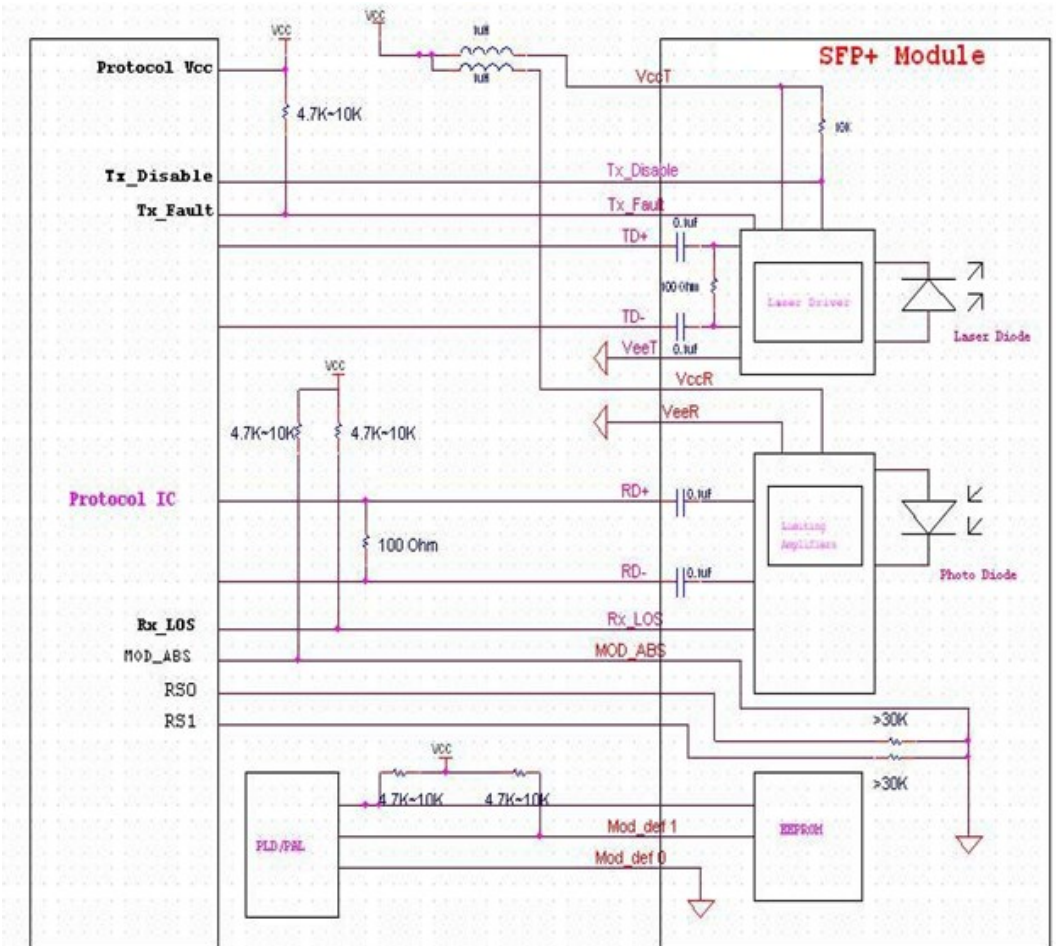 VCC
VCC
1uH
1uH
SFP+ Module
Protocol Vcc
VccT
4.7K~10K
10K
Tx_Disable
Tx_Disable
Tx_Fault
Tx_Fault
0.1uf
TD+
100 Ohm
Laser Driver
TD-
0.1uf
Laser Diode
VeeT
VCC
VccR
VeeR
4.7K~10K
4.7K~10K
Protocol IC
RD+
0.1uf
Limiting
Amplifiers
100 Ohm
RD-
0.1uf
Photo Diode
Rx_LOS
Rx_LOS
MOD_ABS
MOD_ABS
RS0
RS1
>30K
VCC
>30K
4.7K~10K
4.7K~10K
Mod_def 1
EEPROM
PLD/PAL
Mod_def 0